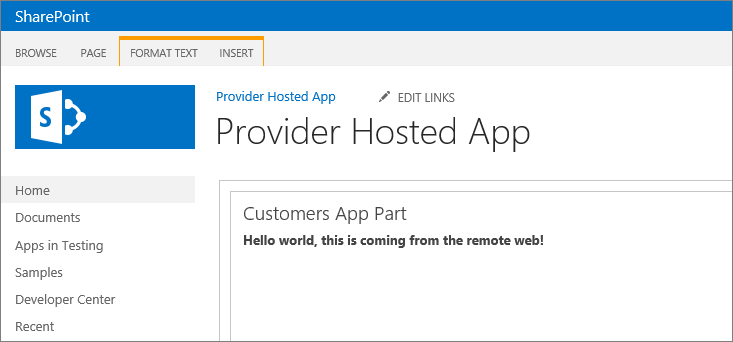 SharePoint
BROWSE PAGE FORMAT TEXT INSERT
S
Provider Hosted App EDIT LINKS
Provider Hosted App
Home
Documents
Apps in Testing
Samples
Developer Center
Recent
Customers App Part
Hello world, this is coming from the remote web!